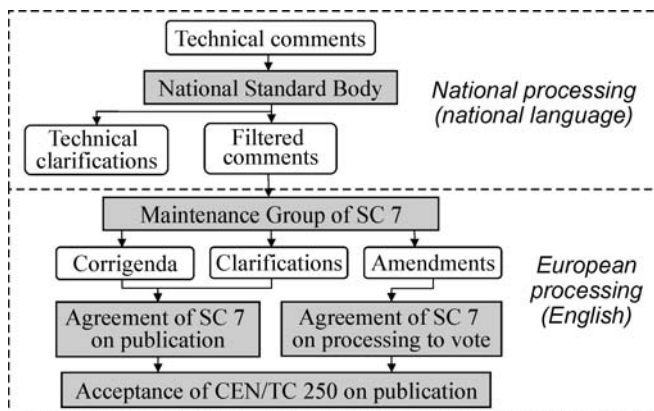 Technical comments
National Standard Body
National processing
(national language)
Technical
clarifications
Filtered
comments
Maintenance Group of SC 7
Corrigenda
Clarifications
Amendments
European
processing
(English)
Agreement of SC 7
on publication
Agreement of SC 7
on processing to vote
Acceptance of CEN/TC 250 on publication